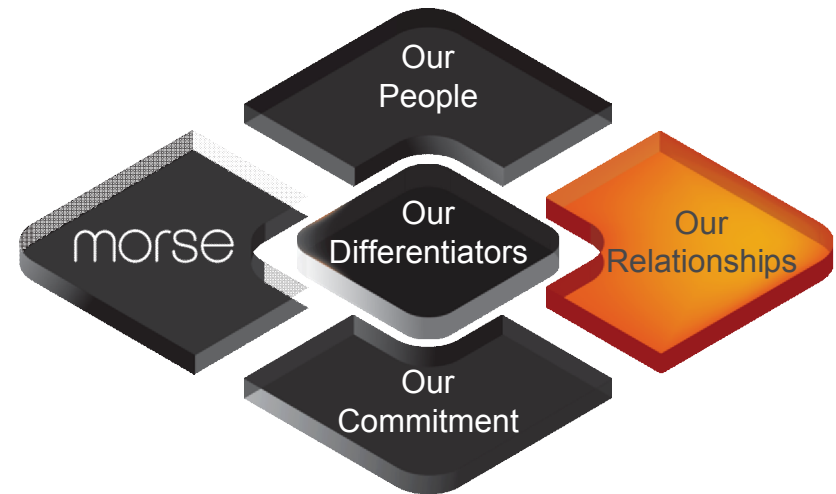 Our
People
morse
Our
Differentiators
Our
Relationships
Our
Commitment